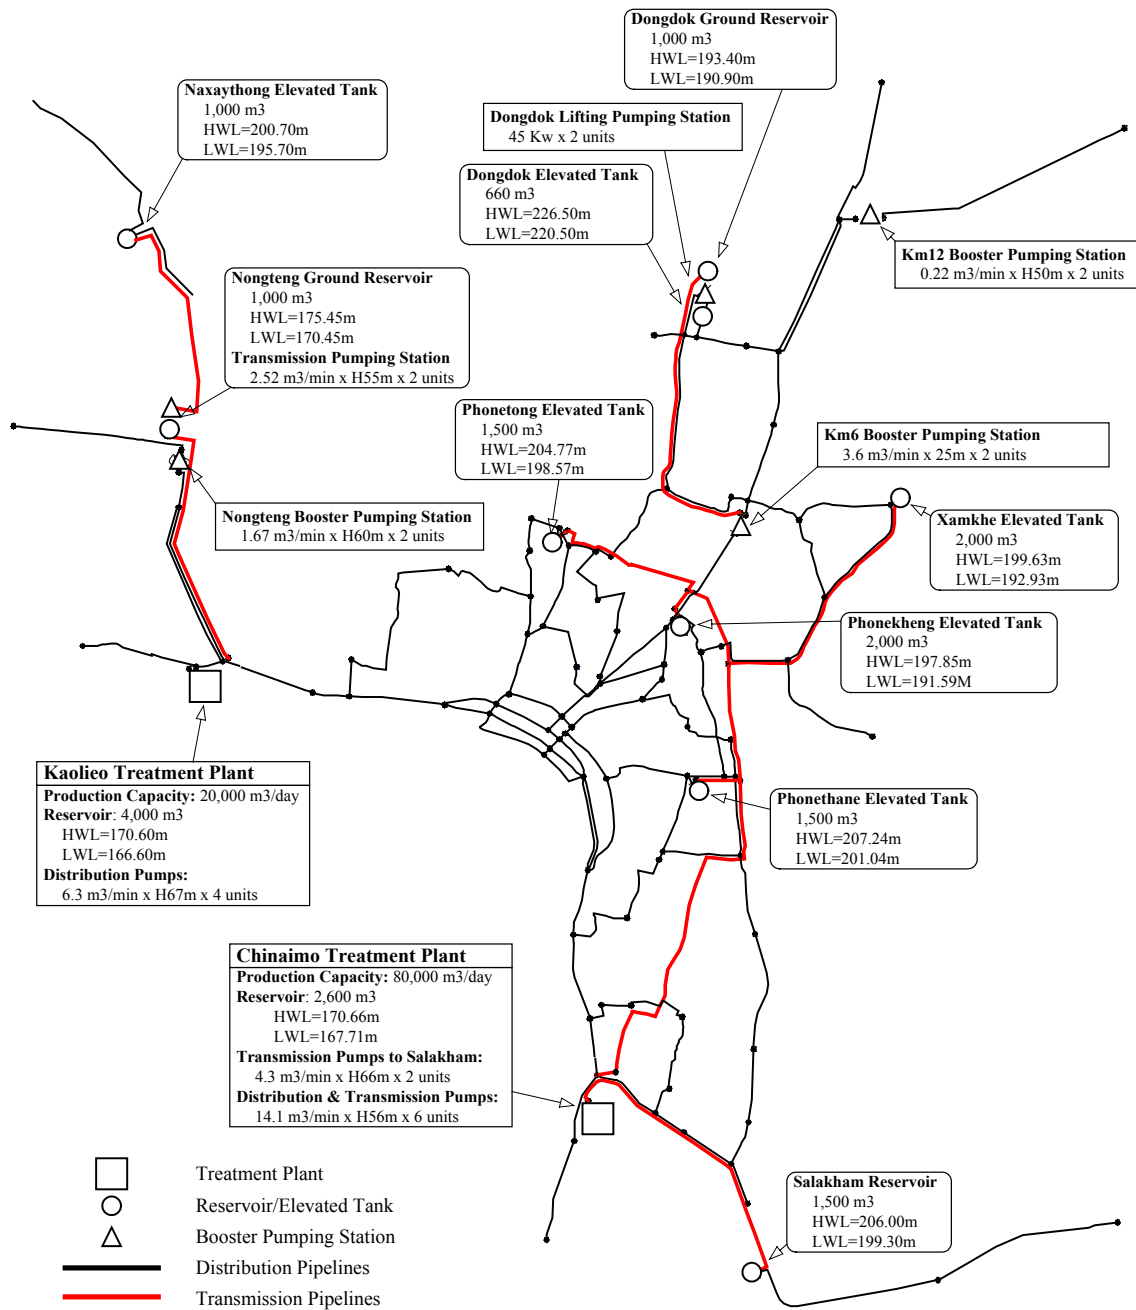 Dongdok Ground Reservoir
1,000 m3
HWL=193.40m
LWL=190.90m
Naxaythong Elevated Tank
1,000 m3
HWL=200.70m
LWL=195.70m
Dongdok Lifting Pumping Station
45 Kw x 2 units
Dongdok Elevated Tank
660 m3
HWL=226.50m
LWL=220.50m
Km12 Booster Pumping Station
0.22 m3/min x H50m x 2 units
Nongteng Ground Reservoir
1,000 m3
HWL=175.45m
LWL=170.45m
Transmission Pumping Station
2.52 m3/min x H55m x 2 units
Phonetong Elevated Tank
1,500 m3
HWL=204.77m
LWL=198.57m
Km6 Booster Pumping Station
3.6 m3/min x 25m x 2 units
Nongteng Booster Pumping Station
1.67 m3/min x H60m x 2 units
Xamkhe Elevated Tank
2,000 m3
HWL=199.63m
LWL=192.93m
Phonekheng Elevated Tank
2,000 m3
HWL=197.85m
LWL=191.59M
Kaolieo Treatment Plant
Production Capacity: 20,000 m3/day
Reservoir: 4,000 m3
HWL=170.60m
LWL=166.60m
Distribution Pumps:
6.3 m3/min x H67m x 4 units
Phonethane Elevated Tank
1,500 m3
HWL=207.24m
LWL=201.04m
Chinaimo Treatment Plant
Production Capacity: 80,000 m3/day
Reservoir: 2,600 m3
HWL=170.66m
LWL=167.71m
Transmission Pumps to Salakham:
4.3 m3/min x H66m x 2 units
Distribution & Transmission Pumps:
14.1 m3/min x H56m x 6 units
Salakham Reservoir
1,500 m3
HWL=206.00m
LWL=199.30m
Treatment Plant
Reservoir/Elevated Tank
Booster Pumping Station
Distribution Pipelines
Transmission Pipelines